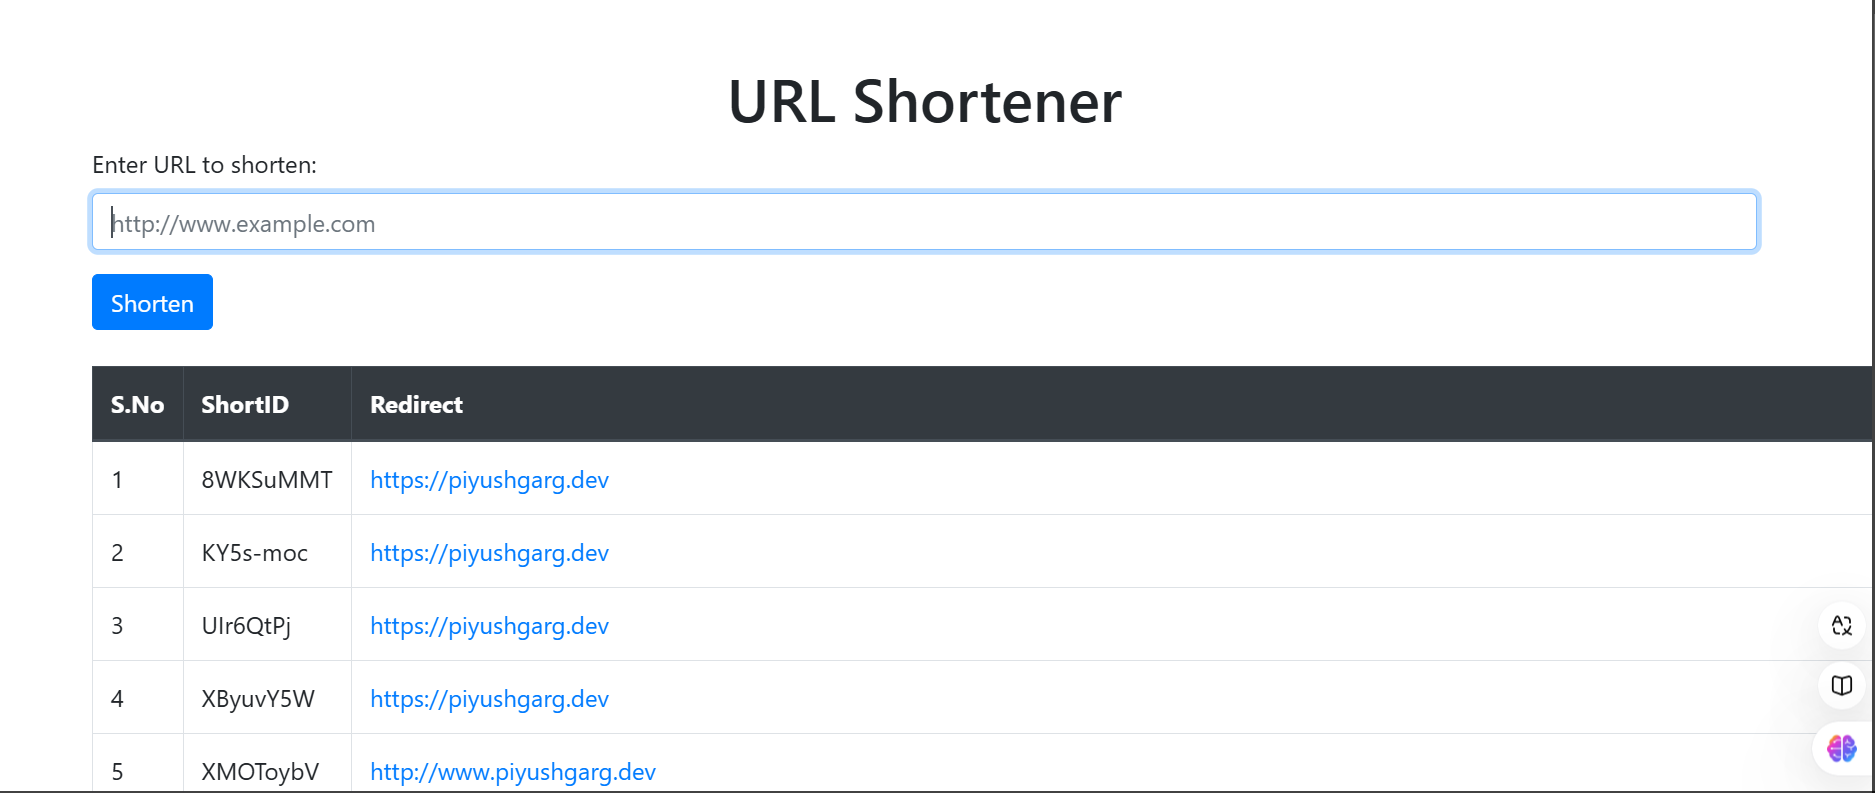 URL Shortener
Enter URL to shorten:
http://www.example.com
Shorten
S.No ShortID Redirect
1 8WKSuMMT https://piyushgarg.dev
2 KY5s-moc https://piyushgarg.dev
3 UIr6QtPj https://piyushgarg.dev
4 XByuvY5W https://piyushgarg.dev
5 XMOToybV http://www.piyushgarg.dev